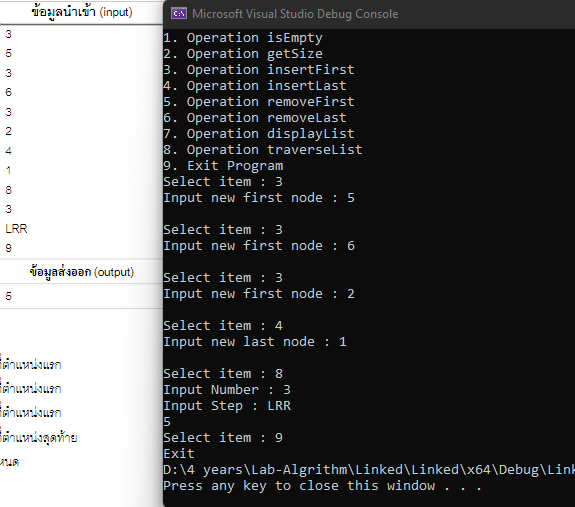 ข้อมูลนำเข้า (input)
3
5
3
6
3
2
4
1
8
3
LRR
9
ข้อมูลส่งออก (output)
5
ที่ตำแหน่งแรก
ที่ตำแหน่งแรก
ที่ตำแหน่งแรก
ที่ตำแหน่งสุดท้าย
หนด
Microsoft Visual Studio Debug Console
1. Operation isEmpty
2. Operation getSize
3. Operation insertFirst
4. Operation insertLast
5. Operation removeFirst
6. Operation removeLast
7. Operation displayList
8. Operation traverseList
9. Exit Program
Select item : 3
Input new first node : 5
Select item : 3
Input new first node : 6
Select item : 3
Input new first node : 2
Select item : 4
Input new last node : 1
Select item : 8
Input Number : 3
Input Step : LRR
5
Select item : 9
Exit
D:\4 years\Lab-Algrithm\Linked\Linked\x64\Debug\Link
Press any key to close this window . . .